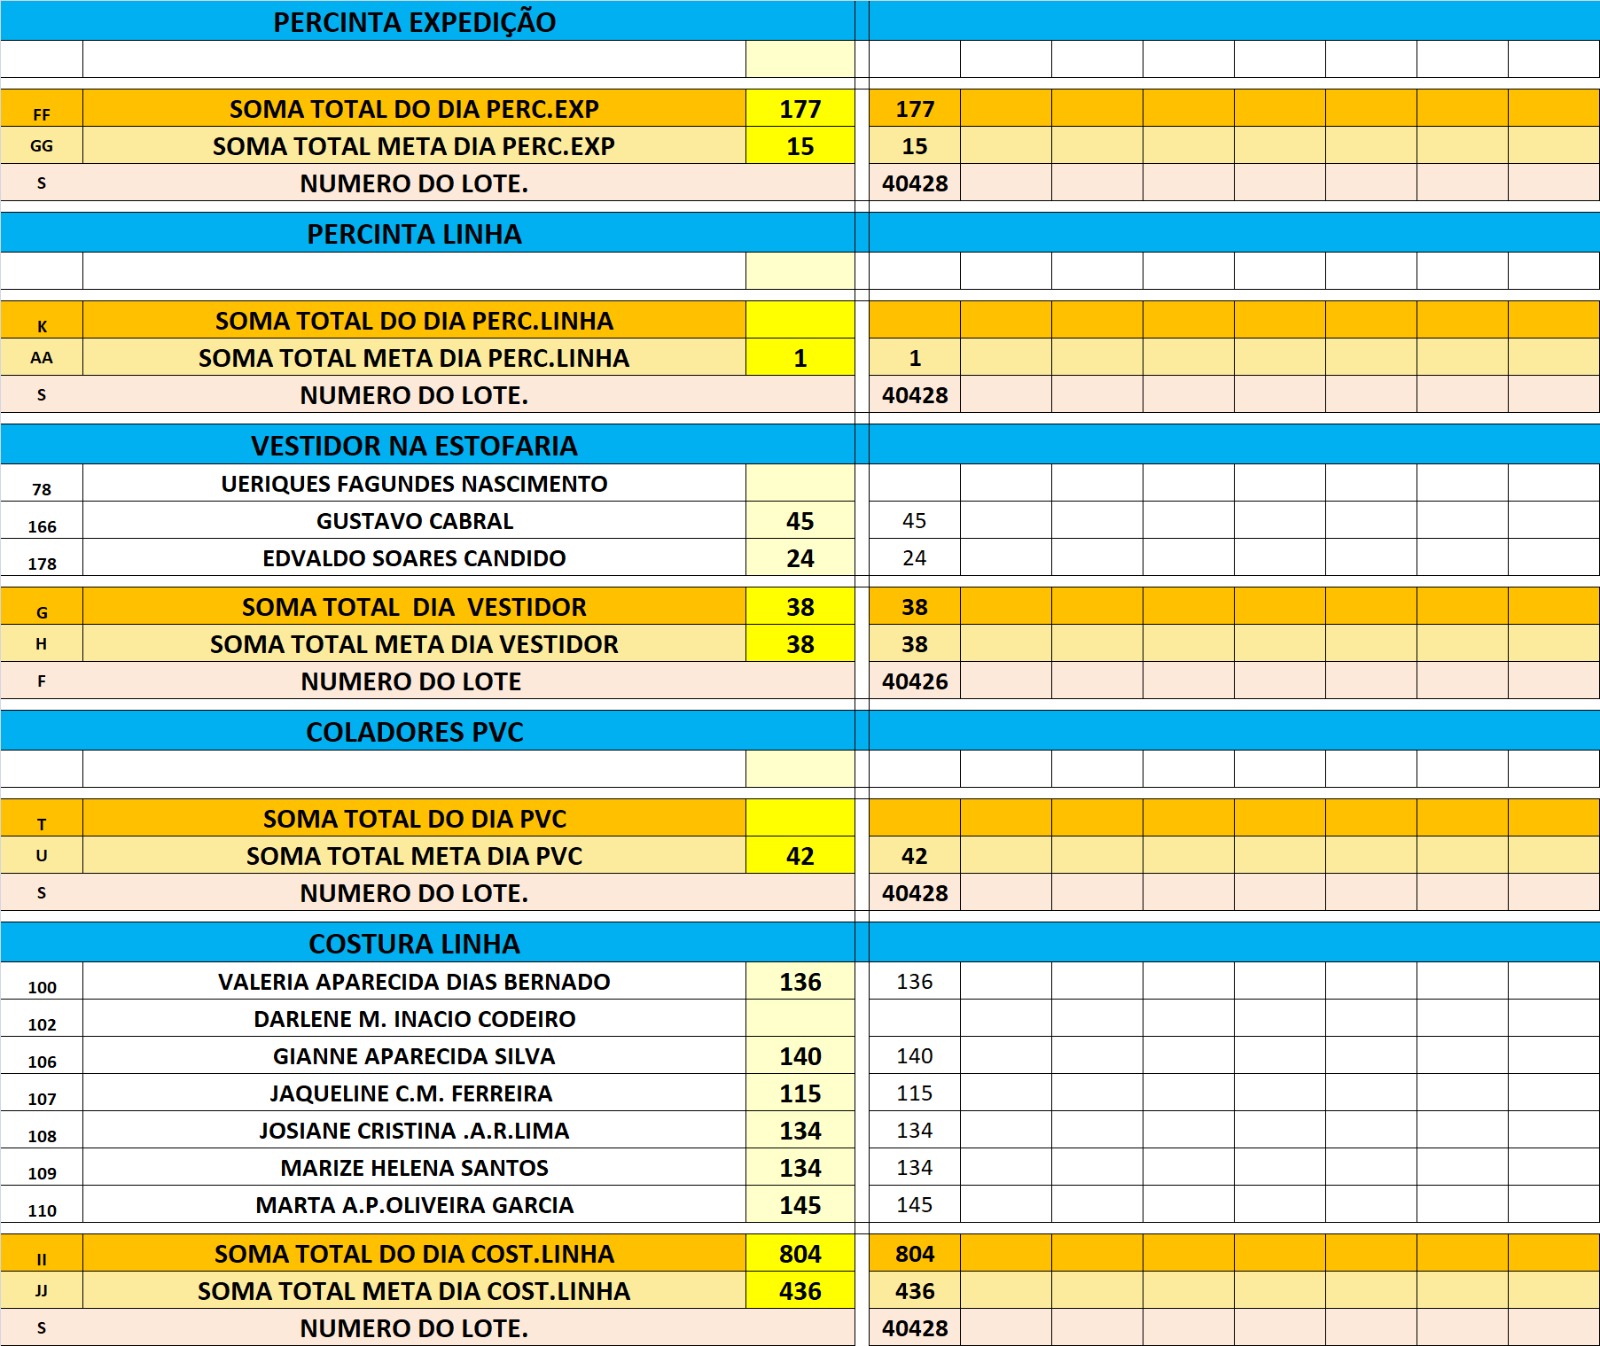 PERCINTA EXPEDIÇÃO
FF SOMA TOTAL DO DIA PERC.EXP 177 177
GG SOMA TOTAL META DIA PERC.EXP 15 15
S NUMERO DO LOTE. 40428
PERCINTA LINHA
K SOMA TOTAL DO DIA PERC.LINHA
AA SOMA TOTAL META DIA PERC.LINHA 1 1
S NUMERO DO LOTE. 40428
VESTIDOR NA ESTOFARIA
78 UERIQUES FAGUNDES NASCIMENTO
166 GUSTAVO CABRAL 45 45
178 EDVALDO SOARES CANDIDO 24 24
G SOMA TOTAL DIA VESTIDOR 38 38
H SOMA TOTAL META DIA VESTIDOR 38 38
F NUMERO DO LOTE 40426
COLADORES PVC
T SOMA TOTAL DO DIA PVC
U SOMA TOTAL META DIA PVC 42 42
S NUMERO DO LOTE. 40428
COSTURA LINHA
100 VALERIA APARECIDA DIAS BERNADO 136 136
102 DARLENE M. INACIO CODEIRO
106 GIANNE APARECIDA SILVA 140 140
107 JAQUELINE C.M. FERREIRA 115 115
108 JOSIANE CRISTINA .A.R.LIMA 134 134
109 MARIZE HELENA SANTOS 134 134
110 MARTA A.P.OLIVEIRA GARCIA 145 145
II SOMA TOTAL DO DIA COST.LINHA 804 804
JJ SOMA TOTAL META DIA COST.LINHA 436 436
S NUMERO DO LOTE. 40428